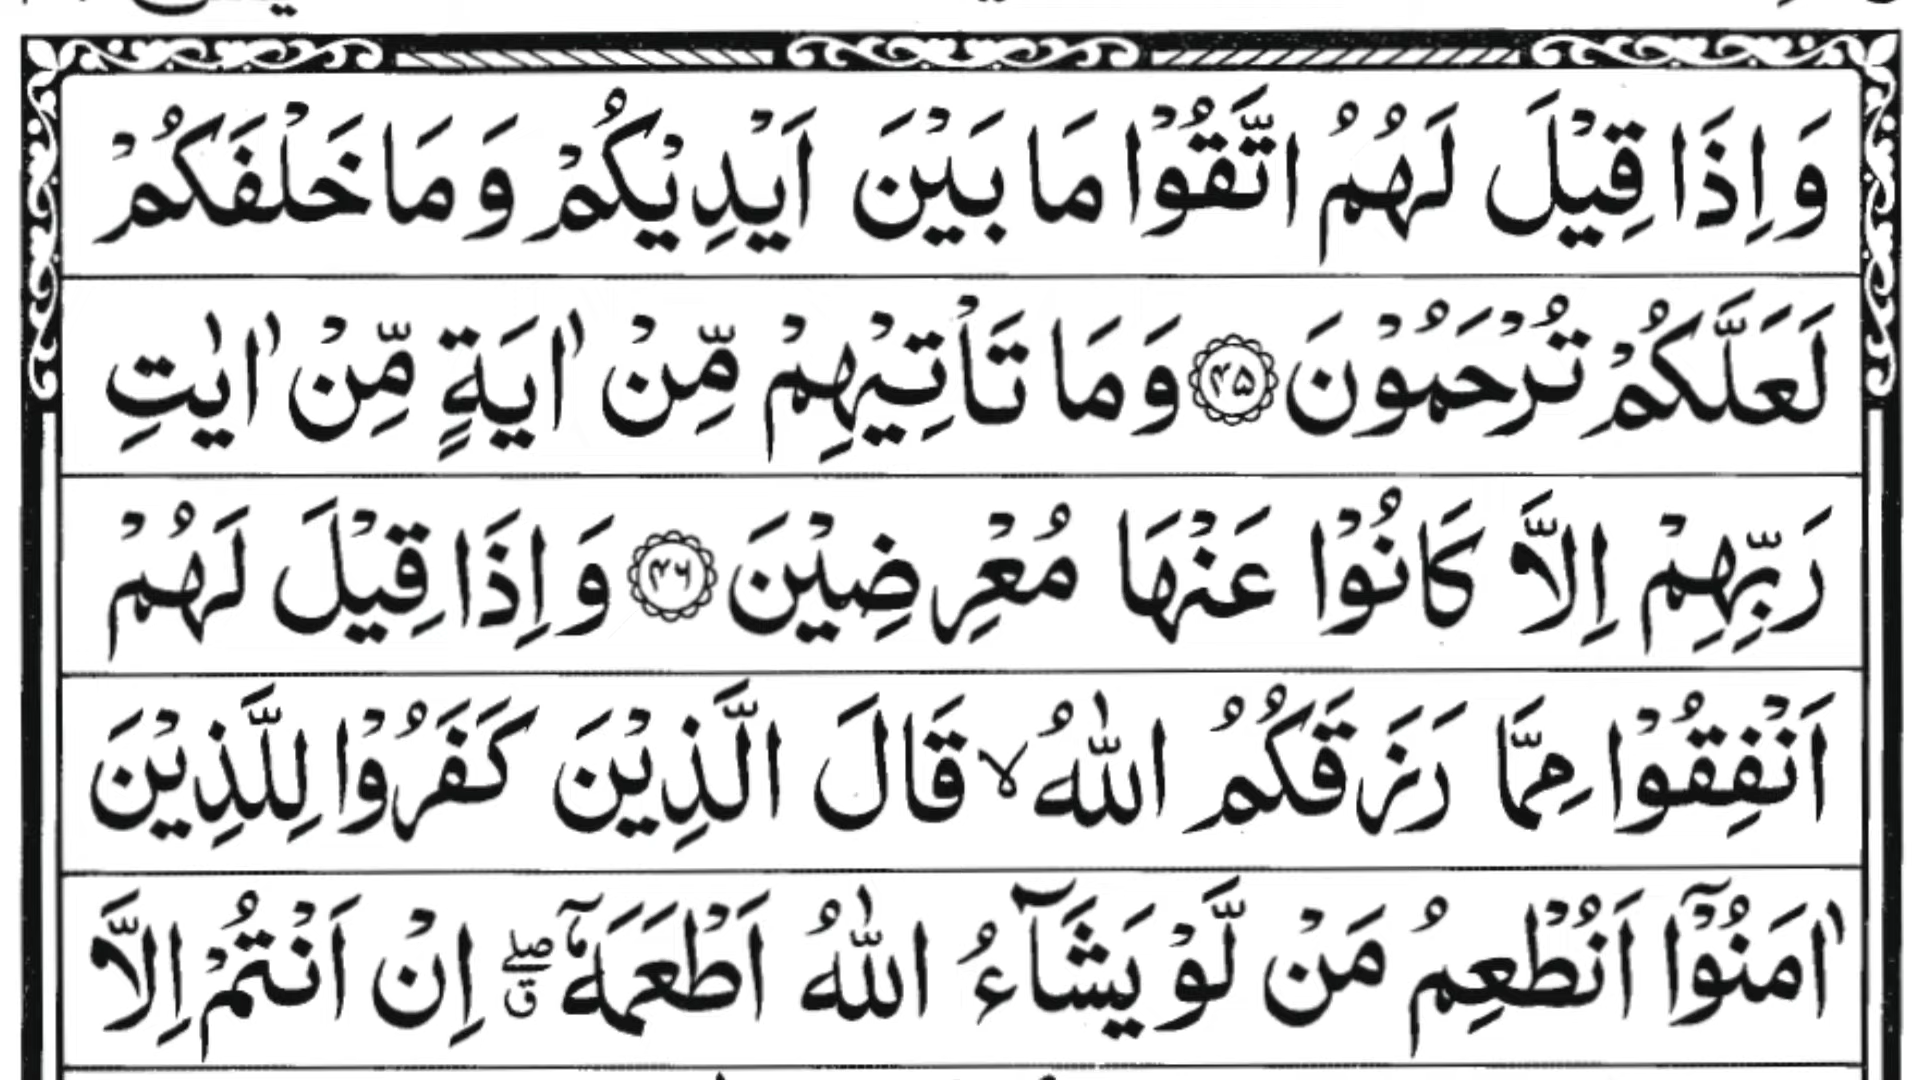 وَ اِذَا قِيْلَ لَهُمُ اتَّقُوْا مَا بَيْنَ اَيْدِيْكُمْ وَ مَا خَلْفَكُمْ
لَعَلَّكُمْ تُرْحَمُوْنَ ﴿۴۵﴾ وَ مَا تَاْتِيْهِمْ مِّنْ اٰيَةٍ مِّنْ اٰيٰتِ
رَبِّهِمْ اِلَّا كَانُوْا عَنْهَا مُعْرِضِيْنَ ﴿۴۶﴾ وَ اِذَا قِيْلَ لَهُمْ
اَنْفِقُوْا مِمَّا رَزَقَكُمُ اللّٰهُ ۙ قَالَ الَّذِيْنَ كَفَرُوْا لِلَّذِيْنَ
اٰمَنُوْۤا اَنُطْعِمُ مَنْ لَّوْ يَشَآءُ اللّٰهُ اَطْعَمَهٗۤ ۖق اِنْ اَنْتُمْ اِلَّا